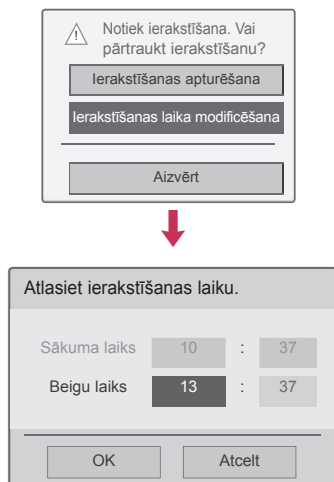 Notiek ierakstīšana. Vai
pārtraukt ierakstīšanu?
Ierakstīšanas apturēšana
Ierakstīšanas laika modificēšana
Aizvērt
Atlasiet ierakstīšanas laiku.
Sākuma laiks 10 : 37
Beigu laiks 13 : 37
OK Atcelt